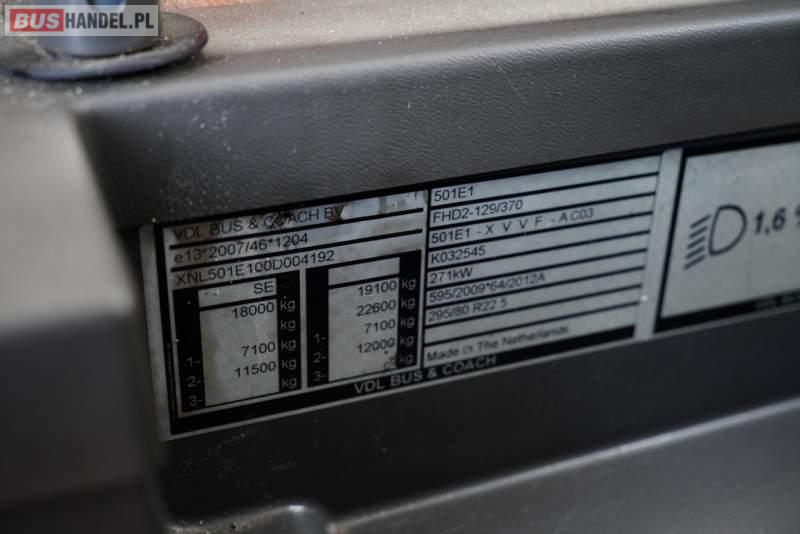 BUSHANDEL.PL
VDL BUS & COACH BV
e13*2007/46*1204
XNL501E100D004192
SE
18000 kg
kg
1- 7100 kg
2- 11500 kg
3-
19100 kg
22600 kg
1- 7100 kg
2- 12000 kg
3-
501E1
FHD2-129/370
501E1 - X V V F - A C03
K032545
271kW
595/2009*64/2012A
295/80 R22.5
Made in The Netherlands
VDL BUS & COACH
1,6 %